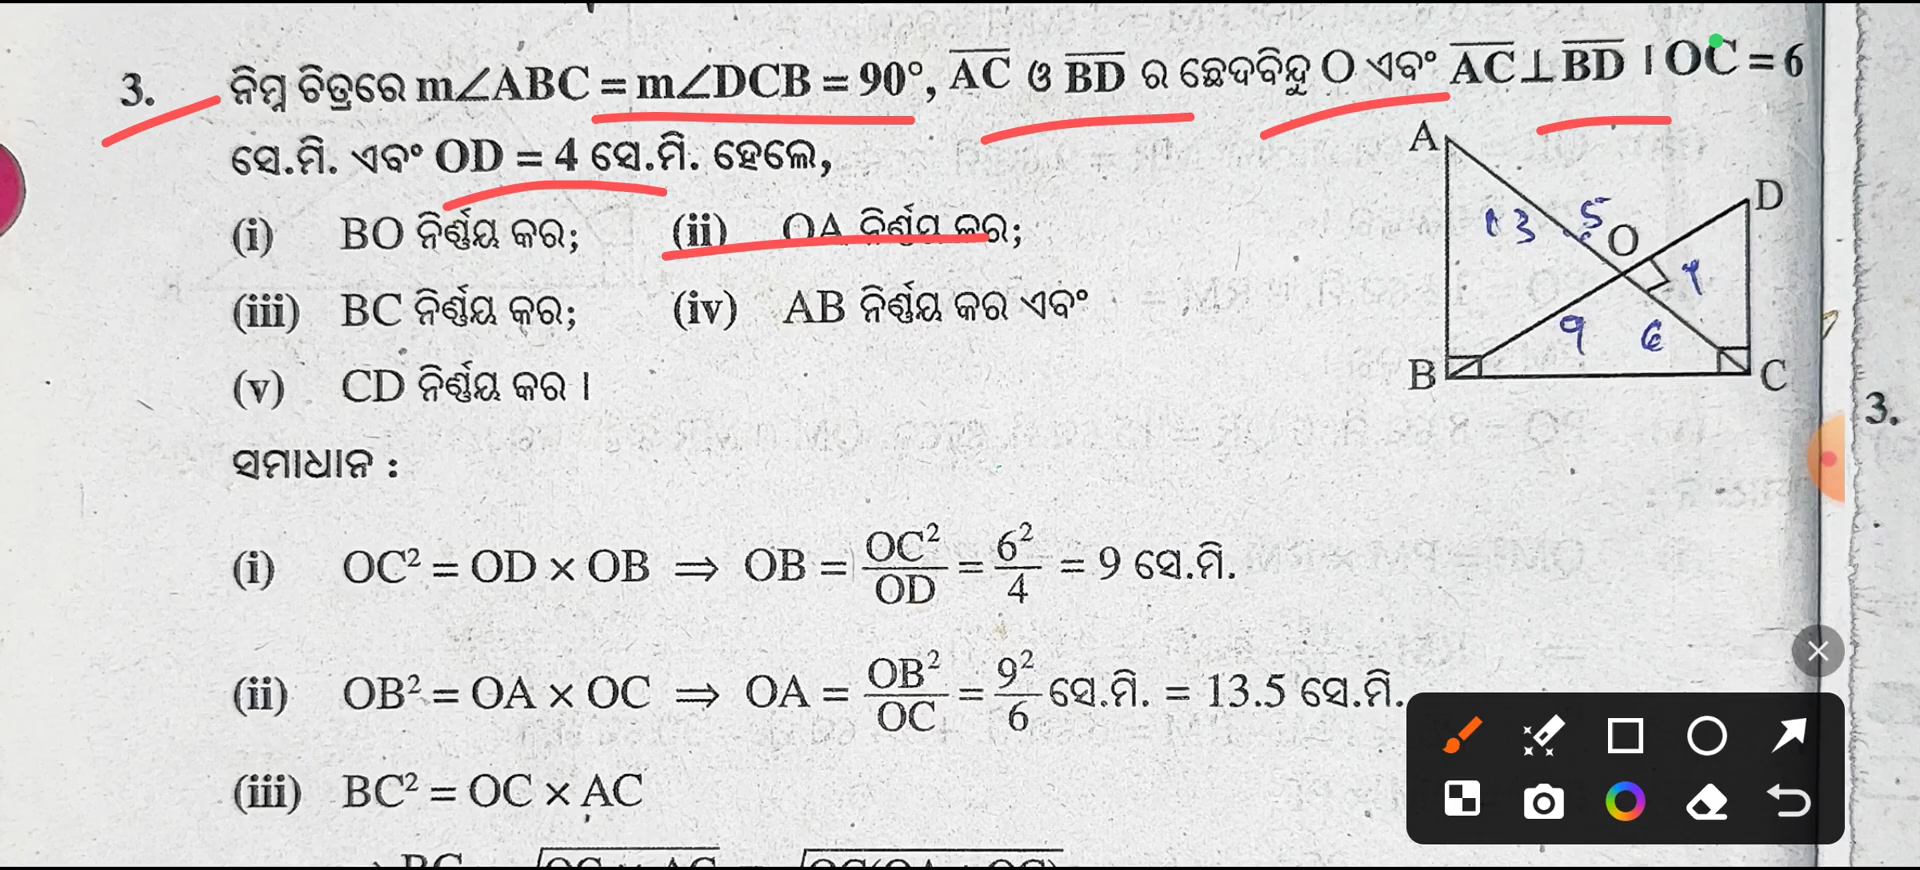 3. ନିମ୍ନ ଚିତ୍ରରେ m∠ABC = m∠DCB = 90°, AC ଓ BD ର ଛେଦବିନ୍ଦୁ O ଏବଂ AC⊥BD । OC = 6
ସେ.ମି. ଏବଂ OD = 4 ସେ.ମି. ହେଲେ,
(i) BO ନିର୍ଣ୍ଣୟ କର; (ii) OA ନିର୍ଣ୍ଣୟ କର;
(iii) BC ନିର୍ଣ୍ଣୟ କର; (iv) AB ନିର୍ଣ୍ଣୟ କର ଏବଂ
(v) CD ନିର୍ଣ୍ଣୟ କର ।
A
D
13.5
O
9
6
B
C
3.
ସମାଧାନ :
(i) OC² = OD × OB ⇒ OB = OC²/OD = 6²/4 = 9 ସେ.ମି.
(ii) OB² = OA × OC ⇒ OA = OB²/OC = 9²/6 ସେ.ମି. = 13.5 ସେ.ମି.
(iii) BC² = OC × AC